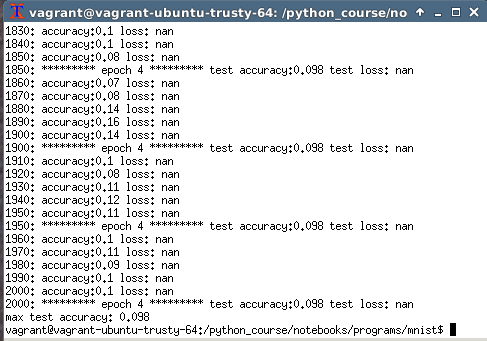 vagrant@vagrant-ubuntu-trusty-64: /python_course/no
1830: accuracy:0.1 loss: nan
1840: accuracy:0.1 loss: nan
1850: accuracy:0.08 loss: nan
1850: ********* epoch 4 ********* test accuracy:0.098 test loss: nan
1860: accuracy:0.07 loss: nan
1870: accuracy:0.08 loss: nan
1880: accuracy:0.14 loss: nan
1890: accuracy:0.16 loss: nan
1900: accuracy:0.14 loss: nan
1900: ********* epoch 4 ********* test accuracy:0.098 test loss: nan
1910: accuracy:0.1 loss: nan
1920: accuracy:0.08 loss: nan
1930: accuracy:0.11 loss: nan
1940: accuracy:0.12 loss: nan
1950: accuracy:0.11 loss: nan
1950: ********* epoch 4 ********* test accuracy:0.098 test loss: nan
1960: accuracy:0.1 loss: nan
1970: accuracy:0.11 loss: nan
1980: accuracy:0.09 loss: nan
1990: accuracy:0.1 loss: nan
2000: accuracy:0.1 loss: nan
2000: ********* epoch 4 ********* test accuracy:0.098 test loss: nan
max test accuracy: 0.098
vagrant@vagrant-ubuntu-trusty-64:/python_course/notebooks/programs/mnist$